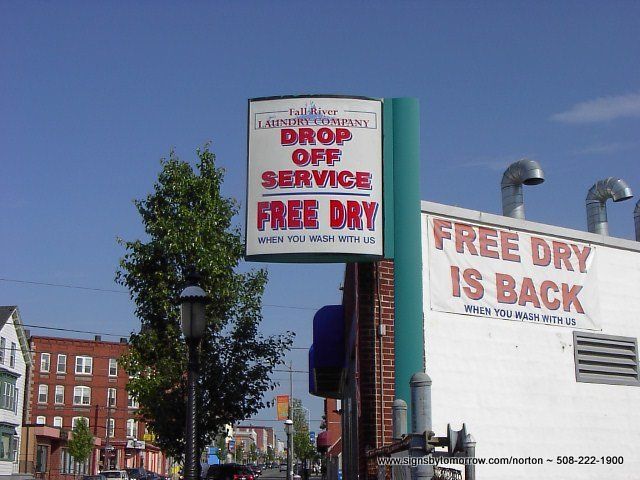 Fall River
LAUNDRY COMPANY
DROP
OFF
SERVICE
FREE DRY
WHEN YOU WASH WITH US
FREE DRY
IS BACK
WHEN YOU WASH WITH US
www.signsbytomorrow.com/norton ~ 508-222-1900